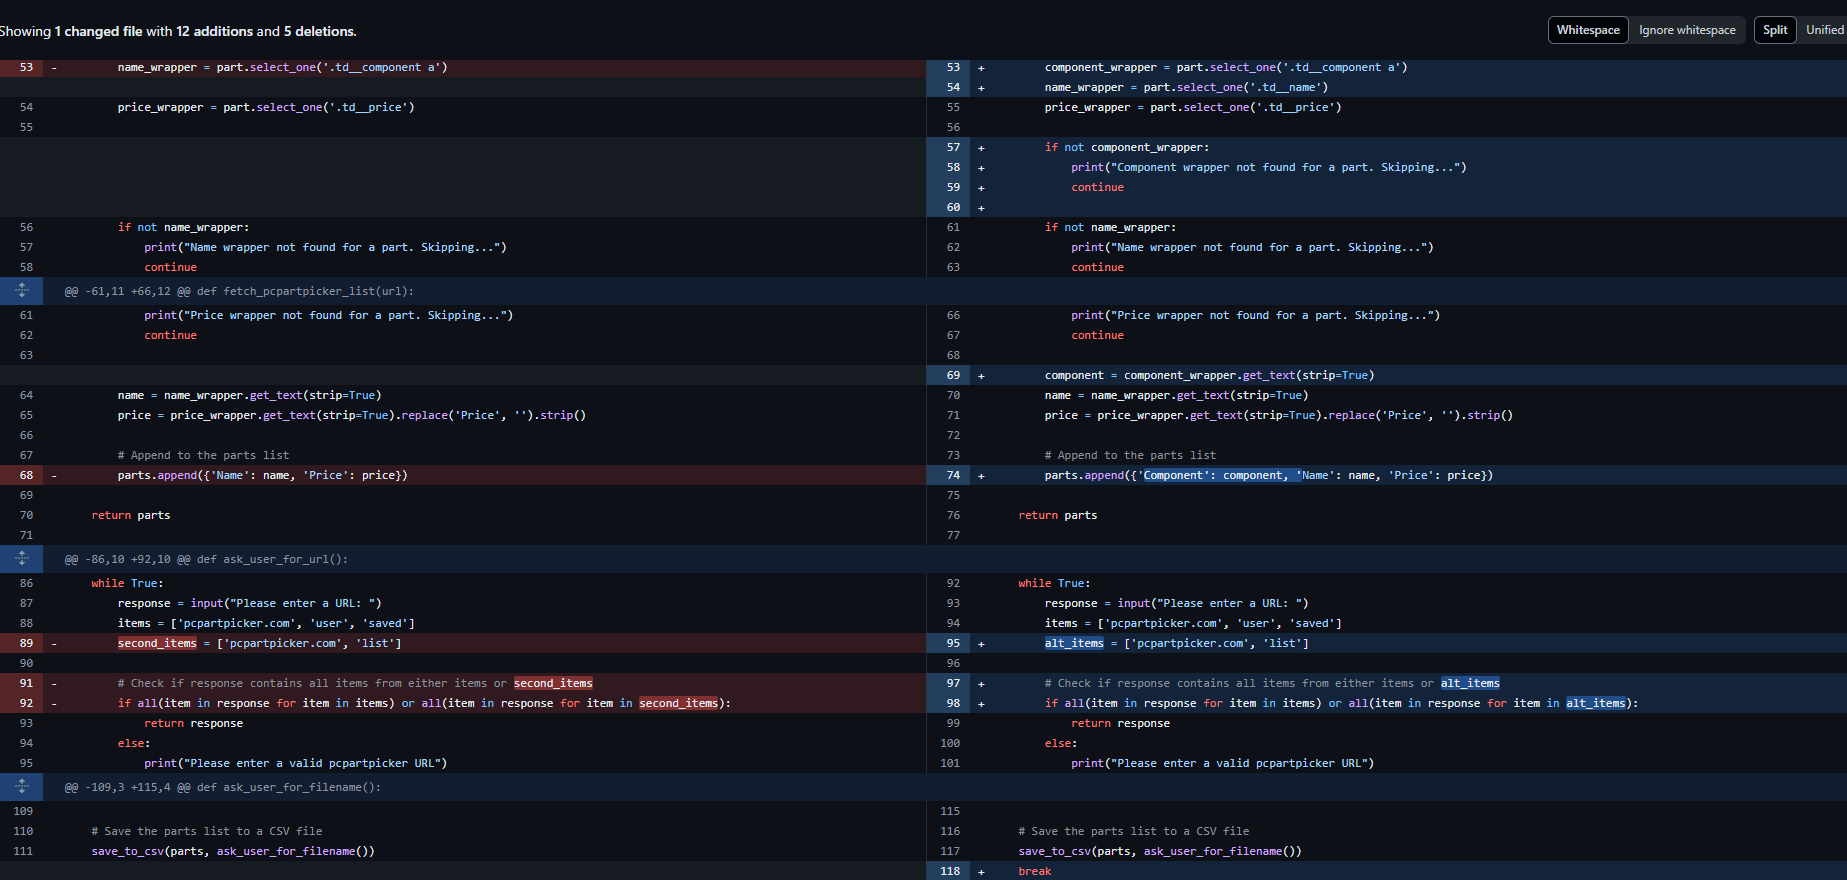 Showing 1 changed file with 12 additions and 5 deletions.
Whitespace Ignore whitespace Split Unified
53 - name_wrapper = part.select_one('.td__component a')
54 price_wrapper = part.select_one('.td__price')
55
56 if not name_wrapper:
57 print("Name wrapper not found for a part. Skipping...")
58 continue
@@ -61,11 +66,12 @@ def fetch_pcpartpicker_list(url):
61 print("Price wrapper not found for a part. Skipping...")
62 continue
63
64 name = name_wrapper.get_text(strip=True)
65 price = price_wrapper.get_text(strip=True).replace('Price', '').strip()
66
67 # Append to the parts list
68 - parts.append({'Name': name, 'Price': price})
69
70 return parts
71
@@ -86,10 +92,10 @@ def ask_user_for_url():
86 while True:
87 response = input("Please enter a URL: ")
88 items = ['pcpartpicker.com', 'user', 'saved']
89 - second_items = ['pcpartpicker.com', 'list']
90
91 - # Check if response contains all items from either items or second_items
92 - if all(item in response for item in items) or all(item in response for item in second_items):
93 return response
94 else:
95 print("Please enter a valid pcpartpicker URL")
@@ -109,3 +115,4 @@ def ask_user_for_filename():
109
110 # Save the parts list to a CSV file
111 save_to_csv(parts, ask_user_for_filename())
53 + component_wrapper = part.select_one('.td__component a')
54 + name_wrapper = part.select_one('.td__name')
55 price_wrapper = part.select_one('.td__price')
56
57 + if not component_wrapper:
58 + print("Component wrapper not found for a part. Skipping...")
59 + continue
60 +
61 if not name_wrapper:
62 print("Name wrapper not found for a part. Skipping...")
63 continue
66 print("Price wrapper not found for a part. Skipping...")
67 continue
68
69 + component = component_wrapper.get_text(strip=True)
70 name = name_wrapper.get_text(strip=True)
71 price = price_wrapper.get_text(strip=True).replace('Price', '').strip()
72
73 # Append to the parts list
74 + parts.append({'Component': component, 'Name': name, 'Price': price})
75
76 return parts
77
92 while True:
93 response = input("Please enter a URL: ")
94 items = ['pcpartpicker.com', 'user', 'saved']
95 + alt_items = ['pcpartpicker.com', 'list']
96
97 + # Check if response contains all items from either items or alt_items
98 + if all(item in response for item in items) or all(item in response for item in alt_items):
99 return response
100 else:
101 print("Please enter a valid pcpartpicker URL")
115
116 # Save the parts list to a CSV file
117 save_to_csv(parts, ask_user_for_filename())
118 + break